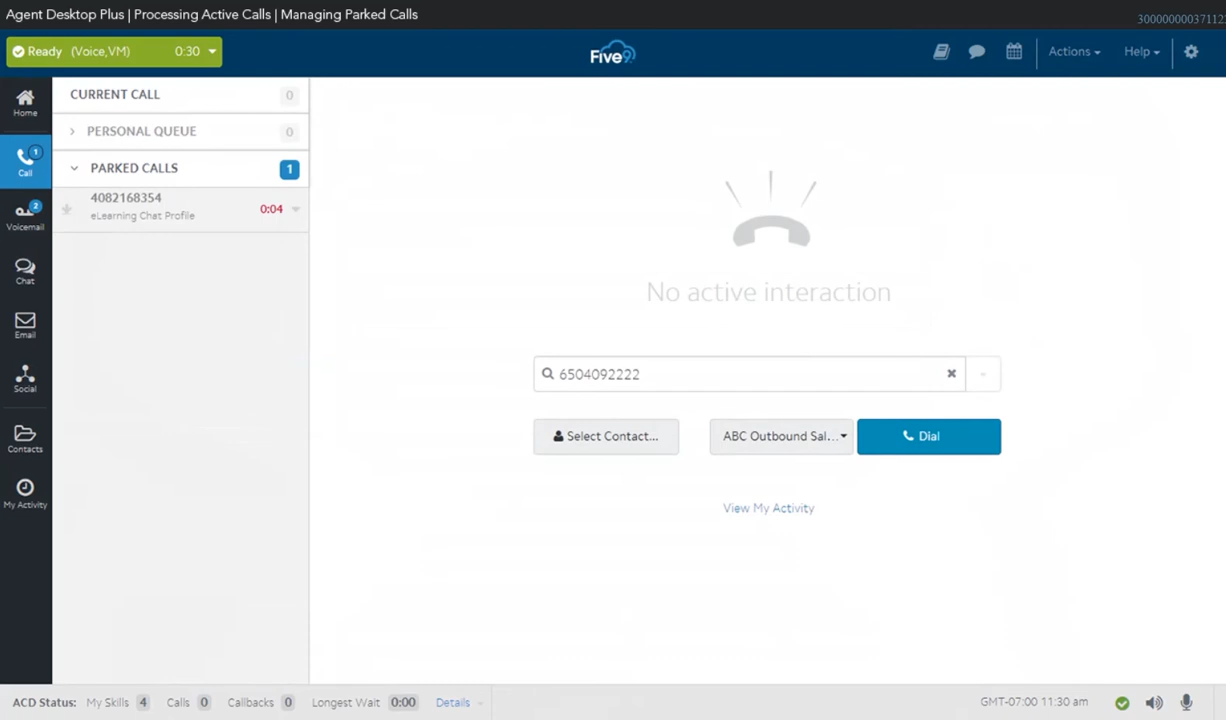 Agent Desktop Plus | Processing Active Calls | Managing Parked Calls
Ready (Voice,VM) 0:30
Five9
Actions
Help
Home
Call 1
Voicemail 2
Chat
Email
Social
Contacts
My Activity
CURRENT CALL 0
PERSONAL QUEUE 0
PARKED CALLS 1
4082168354
eLearning Chat Profile 0:04
No active interaction
6504092222
Select Contact... ABC Outbound Sal... Dial
View My Activity
ACD Status: My Skills 4 Calls 0 Callbacks 0 Longest Wait 0:00 Details GMT-07:00 11:30 am